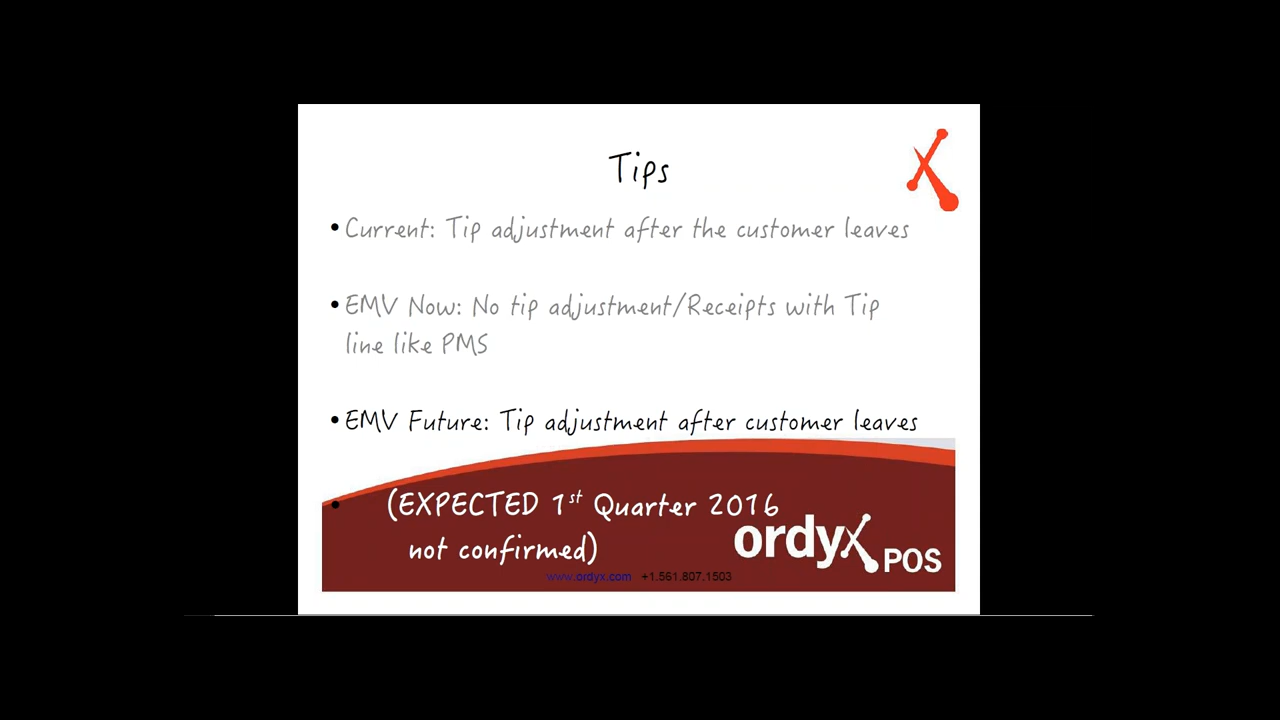 Tips
• Current: Tip adjustment after the customer leaves
• EMV Now: No tip adjustment/Receipts with Tip
line like PMS
• EMV Future: Tip adjustment after customer leaves
• (EXPECTED 1st Quarter 2016
not confirmed)
ordyx POS
www.ordyx.com +1.561.807.1503